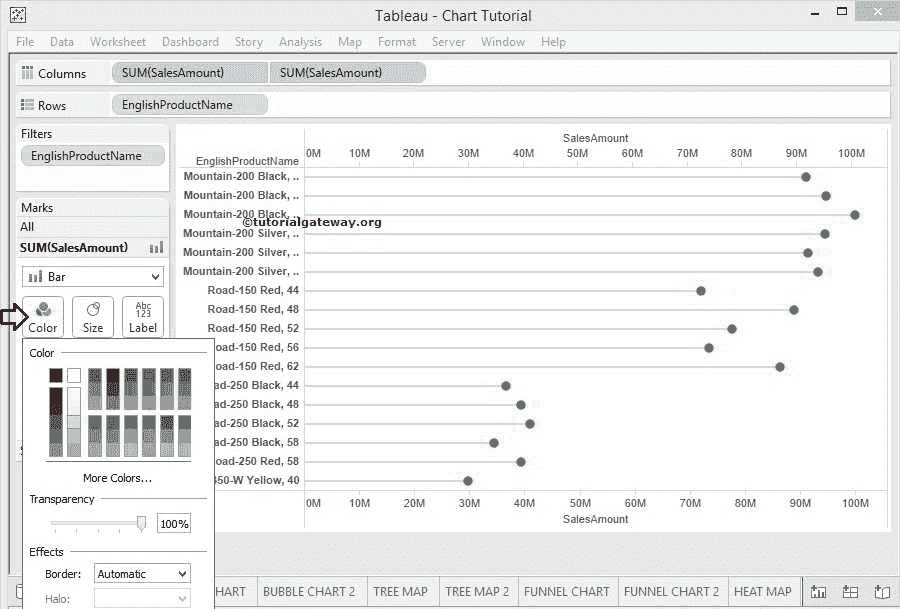 Tableau - Chart Tutorial
File Data Worksheet Dashboard Story Analysis Map Format Server Window Help
Columns SUM(SalesAmount) SUM(SalesAmount)
Rows EnglishProductName
Filters
EnglishProductName
Marks
All
SUM(SalesAmount)
Bar
Color Size Abc 123 Label
Color
More Colors...
Transparency
100%
Effects
Border: Automatic
Halo:
SalesAmount
EnglishProductName 0M 10M 20M 30M 40M 50M 60M 70M 80M 90M 100M
Mountain-200 Black, ..
Mountain-200 Black, ..
Mountain-200 Black, ..
©tutorialgateway.org
Mountain-200 Silver, ..
Mountain-200 Silver, ..
Mountain-200 Silver, ..
Road-150 Red, 44
Road-150 Red, 48
Road-150 Red, 52
oad-150 Red, 56
oad-150 Red, 62
ad-250 Black, 44
ad-250 Black, 48
ad-250 Black, 52
ad-250 Black, 58
oad-250 Red, 58
350-W Yellow, 40
0M 10M 20M 30M 40M 50M 60M 70M 80M 90M 100M
SalesAmount
HART BUBBLE CHART 2 TREE MAP TREE MAP 2 FUNNEL CHART FUNNEL CHART 2 HEAT MAP